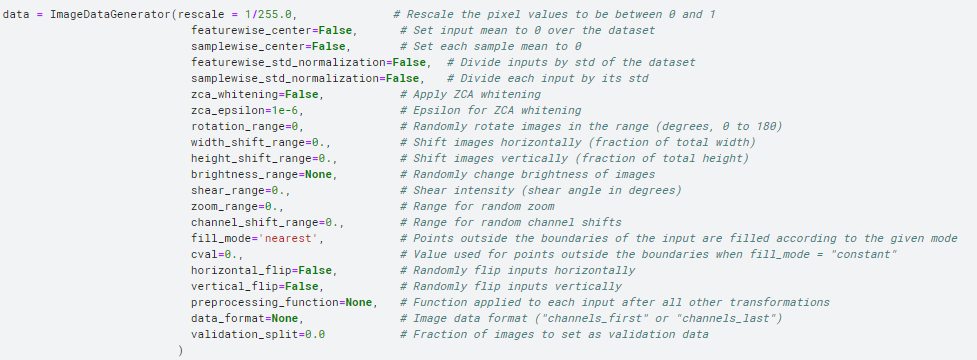 data = ImageDataGenerator(rescale = 1/255.0, # Rescale the pixel values to be between 0 and 1
featurewise_center=False, # Set input mean to 0 over the dataset
samplewise_center=False, # Set each sample mean to 0
featurewise_std_normalization=False, # Divide inputs by std of the dataset
samplewise_std_normalization=False, # Divide each input by its std
zca_whitening=False, # Apply ZCA whitening
zca_epsilon=1e-6, # Epsilon for ZCA whitening
rotation_range=0, # Randomly rotate images in the range (degrees, 0 to 180)
width_shift_range=0., # Shift images horizontally (fraction of total width)
height_shift_range=0., # Shift images vertically (fraction of total height)
brightness_range=None, # Randomly change brightness of images
shear_range=0., # Shear intensity (shear angle in degrees)
zoom_range=0., # Range for random zoom
channel_shift_range=0., # Range for random channel shifts
fill_mode='nearest', # Points outside the boundaries of the input are filled according to the given mode
cval=0., # Value used for points outside the boundaries when fill_mode = "constant"
horizontal_flip=False, # Randomly flip inputs horizontally
vertical_flip=False, # Randomly flip inputs vertically
preprocessing_function=None, # Function applied to each input after all other transformations
data_format=None, # Image data format ("channels_first" or "channels_last")
validation_split=0.0 # Fraction of images to set as validation data
)